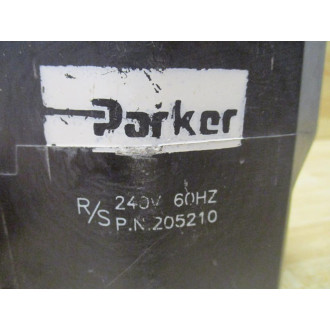 Parker
R/S 240V 60HZ
P.N. 205210